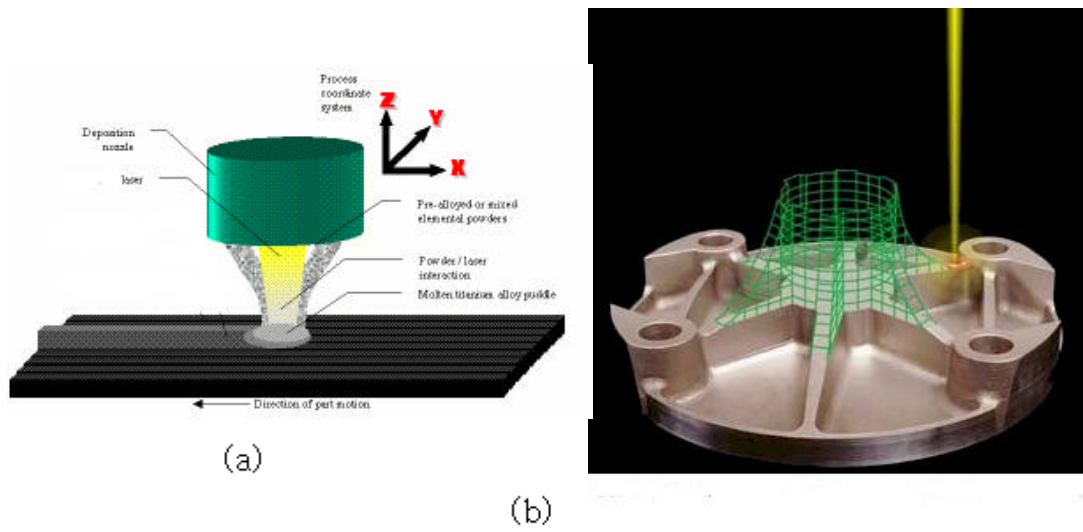 Process
coordinate
system
Z
Y
X
Deposition
nozzle
laser
Pre-alloyed or mixed
elemental powders
Powder / laser
interaction
Molten titanium alloy puddle
Direction of part motion
(a)
(b)